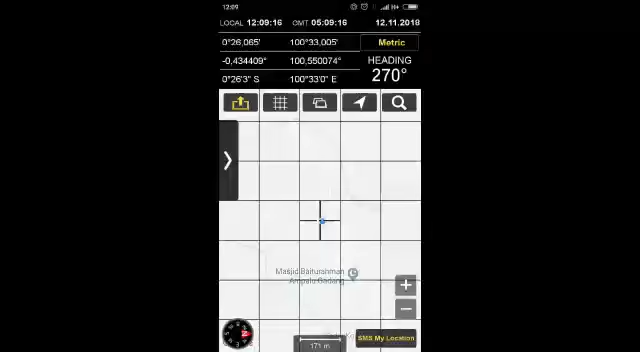 12:09
H+
LOCAL 12:09:16 GMT 05:09:16 12.11.2018
0°26,065' 100°33,005' Metric
-0,434409° 100,550074° HEADING
0°26'3" S 100°33'0" E 270°
Masjid Baiturahman
Ampalu Gadang
171 m
SMS My Location